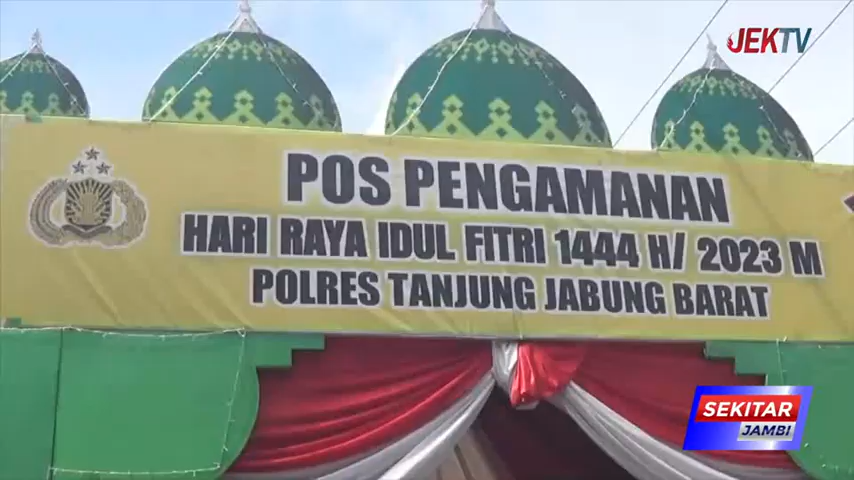 JEKTV
POS PENGAMANAN
HARI RAYA IDUL FITRI 1444 H/ 2023 M
POLRES TANJUNG JABUNG BARAT
SEKITAR
JAMBI